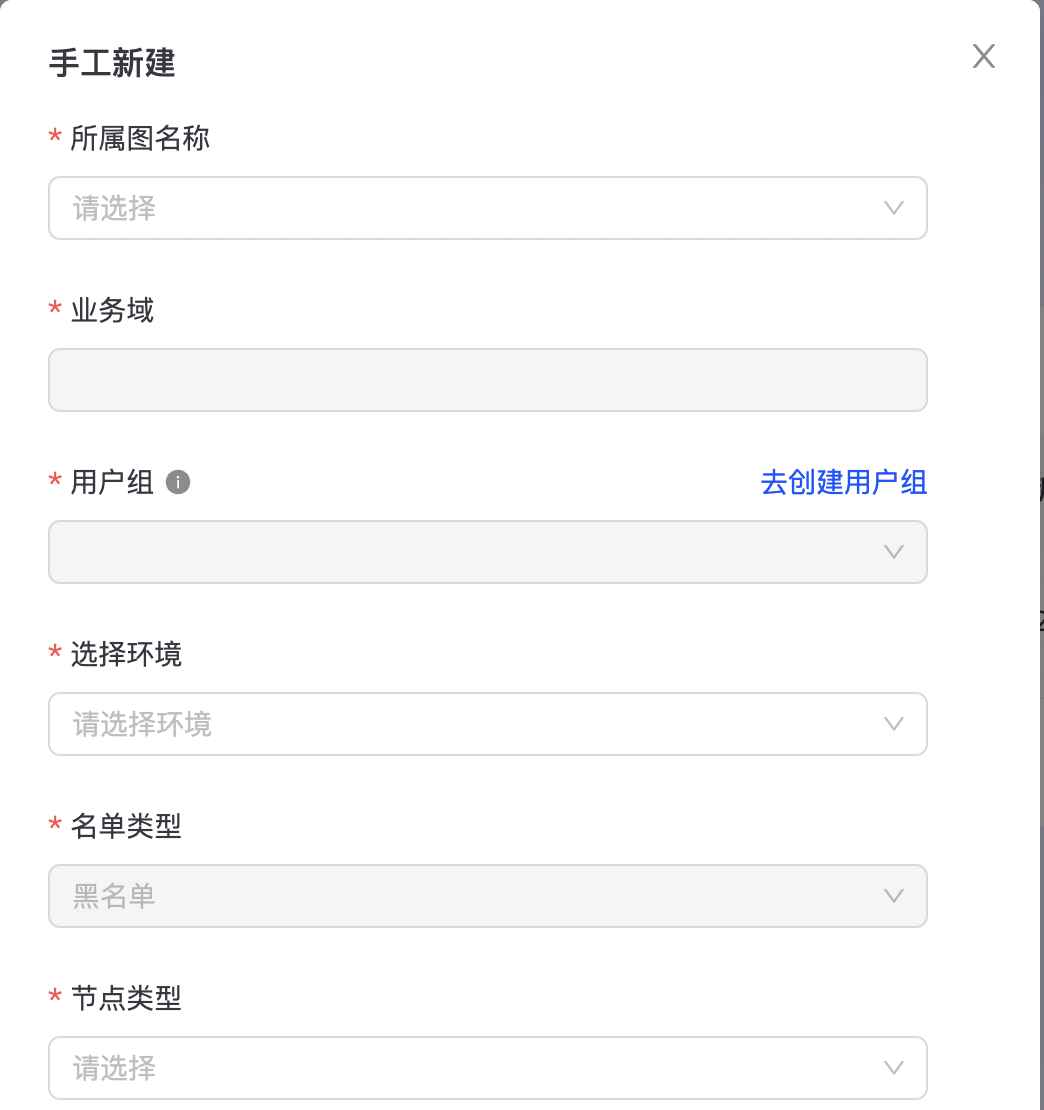 手工新建
* 所属图名称
请选择
* 业务域
* 用户组 去创建用户组
* 选择环境
请选择环境
* 名单类型
黑名单
* 节点类型
请选择